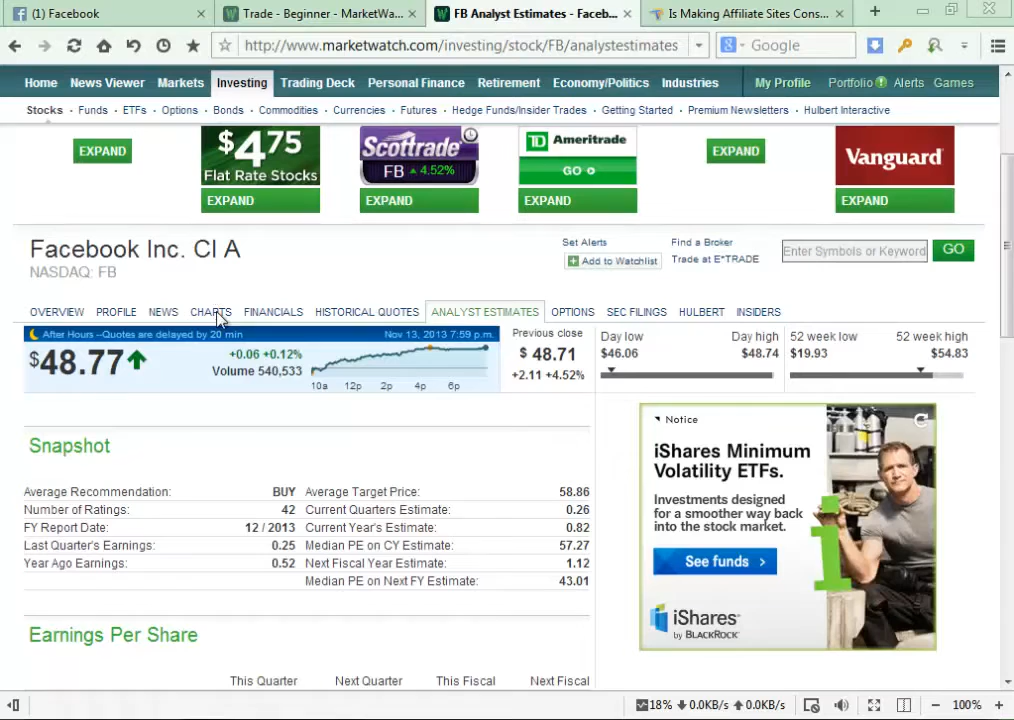 (1) Facebook
Trade - Beginner - MarketWa...
FB Analyst Estimates - Faceb...
Is Making Affiliate Sites Cons...
http://www.marketwatch.com/investing/stock/FB/analystestimates
Google
Home News Viewer Markets Investing Trading Deck Personal Finance Retirement Economy/Politics Industries My Profile Portfolio Alerts Games
Stocks Funds ETFs Options Bonds Commodities Currencies Futures Hedge Funds/Insider Trades Getting Started Premium Newsletters Hulbert Interactive
EXPAND
$4.75
Flat Rate Stocks
EXPAND
Scottrade
FB 4.52%
EXPAND
TD Ameritrade
GO
EXPAND
EXPAND
Vanguard
EXPAND
Facebook Inc. Cl A
NASDAQ: FB
Set Alerts
Add to Watchlist
Find a Broker
Trade at E*TRADE
Enter Symbols or Keyword
GO
OVERVIEW PROFILE NEWS CHARTS FINANCIALS HISTORICAL QUOTES ANALYST ESTIMATES OPTIONS SEC FILINGS HULBERT INSIDERS
After Hours --Quotes are delayed by 20 min Nov 13, 2013 7:59 p.m.
$48.77
+0.06 +0.12%
Volume 540,533
10a 12p 2p 4p 6p
Previous close
$ 48.71
+2.11 +4.52%
Day low Day high
$46.06 $48.74
52 week low 52 week high
$19.93 $54.83
Snapshot
Average Recommendation: BUY Average Target Price: 58.86
Number of Ratings: 42 Current Quarters Estimate: 0.26
FY Report Date: 12 / 2013 Current Year's Estimate: 0.82
Last Quarter's Earnings: 0.25 Median PE on CY Estimate: 57.27
Year Ago Earnings: 0.52 Next Fiscal Year Estimate: 1.12
Median PE on Next FY Estimate: 43.01
Earnings Per Share
This Quarter Next Quarter This Fiscal Next Fiscal
Notice
iShares Minimum
Volatility ETFs.
Investments designed
for a smoother way back
into the stock market.
See funds
iShares®
by BLACKROCK®
18% 0.0KB/s 0.0KB/s 100%